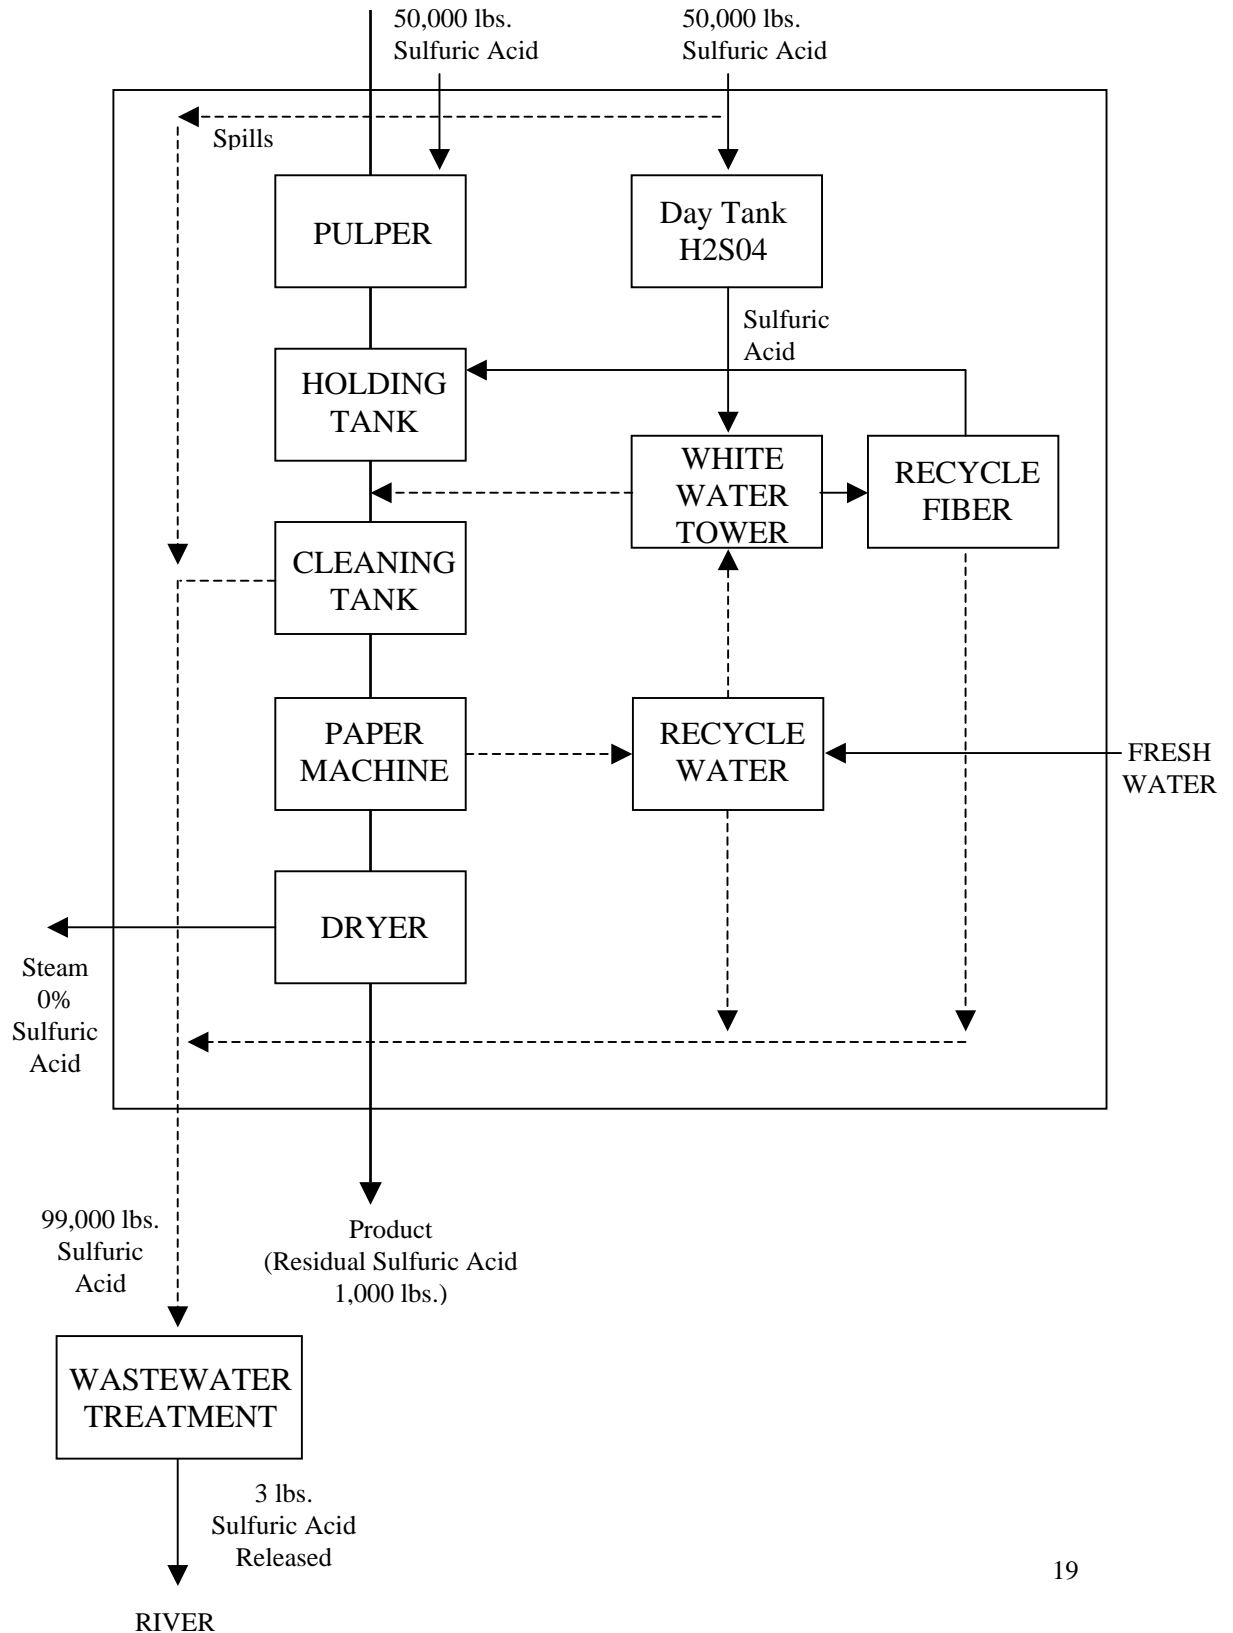 50,000 lbs.
Sulfuric Acid
50,000 lbs.
Sulfuric Acid
Spills
PULPER
Day Tank
H2S04
Sulfuric
Acid
HOLDING
TANK
WHITE
WATER
TOWER
RECYCLE
FIBER
CLEANING
TANK
PAPER
MACHINE
RECYCLE
WATER
FRESH
WATER
DRYER
Steam
0%
Sulfuric
Acid
99,000 lbs.
Sulfuric
Acid
Product
(Residual Sulfuric Acid
1,000 lbs.)
WASTEWATER
TREATMENT
3 lbs.
Sulfuric Acid
Released
RIVER
19